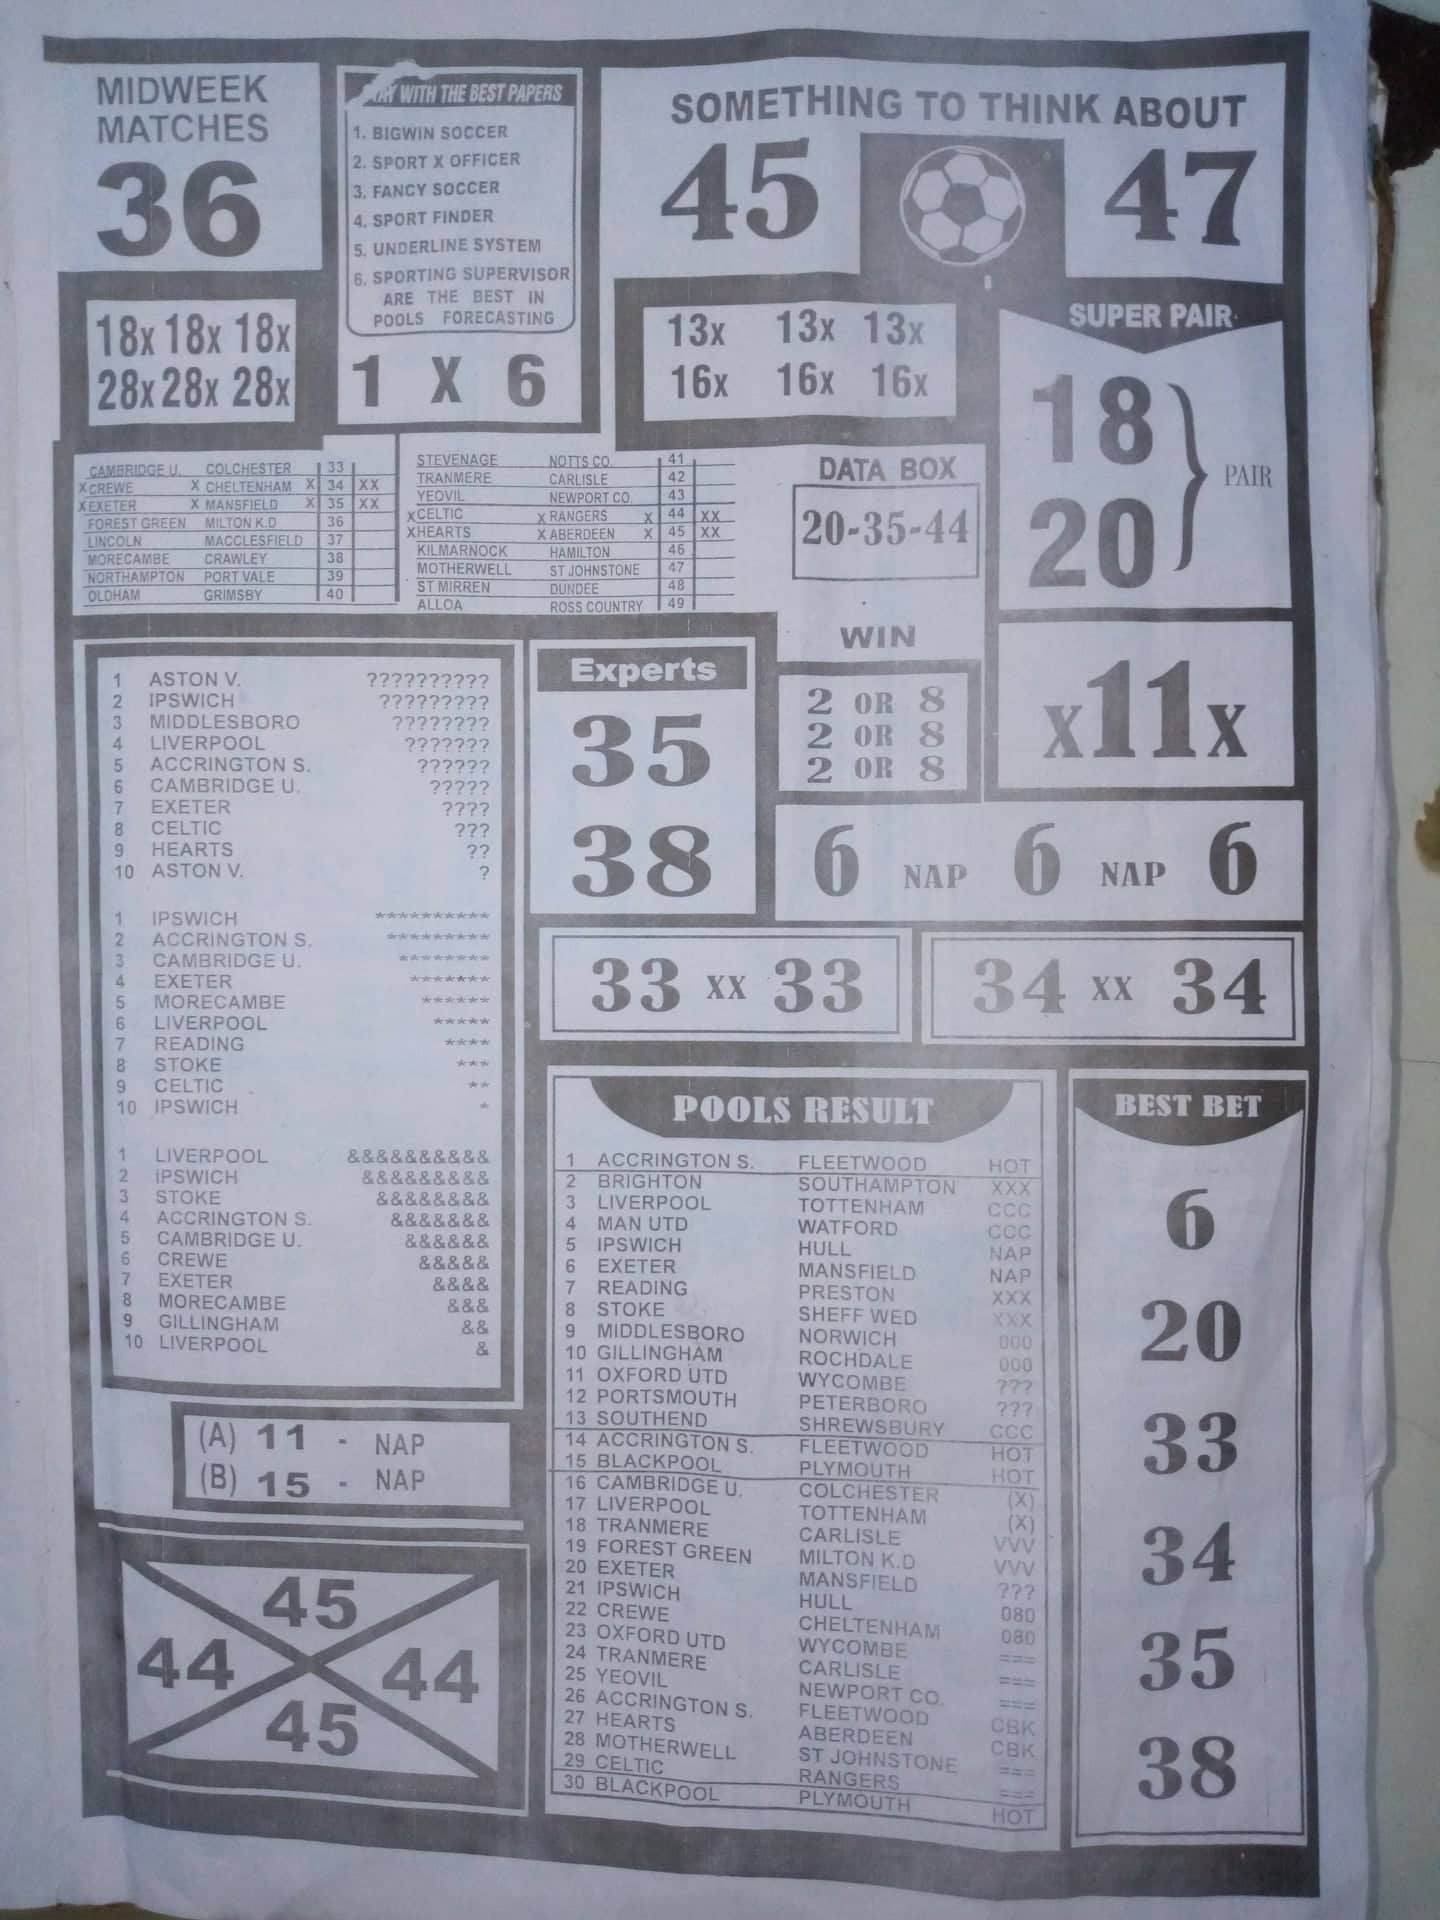 MIDWEEK
MATCHES
36
WITH THE BEST PAPERS
1. BIGWIN SOCCER
2. SPORT X OFFICER
3. FANCY SOCCER
4. SPORT FINDER
5. UNDERLINE SYSTEM
6. SPORTING SUPERVISOR
ARE THE BEST IN
POOLS FORECASTING
1 X 6
SOMETHING TO THINK ABOUT
45 47
18x 18x 18x
28x 28x 28x
13x 13x 13x
16x 16x 16x
SUPER PAIR
18
20
PAIR
CAMBRIDGE U. COLCHESTER 33
X CREWE X CHELTENHAM X 34 XX
X EXETER X MANSFIELD X 35 XX
FOREST GREEN MILTON K.D 36
LINCOLN MACCLESFIELD 37
MORECAMBE CRAWLEY 38
NORTHAMPTON PORT VALE 39
OLDHAM GRIMSBY 40
STEVENAGE NOTTS CO. 41
TRANMERE CARLISLE 42
YEOVIL NEWPORT CO. 43
X CELTIC X RANGERS X 44 XX
X HEARTS X ABERDEEN X 45 XX
KILMARNOCK HAMILTON 46
MOTHERWELL ST JOHNSTONE 47
ST MIRREN DUNDEE 48
ALLOA ROSS COUNTRY 49
DATA BOX
20-35-44
WIN
2 OR 8
2 OR 8
2 OR 8
x11x
Experts
35
38
6 NAP 6 NAP 6
33 XX 33
34 XX 34
1 ASTON V. ??????????
2 IPSWICH ?????????
3 MIDDLESBORO ????????
4 LIVERPOOL ???????
5 ACCRINGTON S. ??????
6 CAMBRIDGE U. ?????
7 EXETER ????
8 CELTIC ???
9 HEARTS ??
10 ASTON V. ?
1 IPSWICH **********
2 ACCRINGTON S. *********
3 CAMBRIDGE U. ********
4 EXETER *******
5 MORECAMBE ******
6 LIVERPOOL *****
7 READING ****
8 STOKE ***
9 CELTIC **
10 IPSWICH *
1 LIVERPOOL &&&&&&&&&&
2 IPSWICH &&&&&&&&&
3 STOKE &&&&&&&&
4 ACCRINGTON S. &&&&&&&
5 CAMBRIDGE U. &&&&&&
6 CREWE &&&&&
7 EXETER &&&&
8 MORECAMBE &&&
9 GILLINGHAM &&
10 LIVERPOOL &
(A) 11 - NAP
(B) 15 - NAP
45
44 44
45
POOLS RESULT
1 ACCRINGTON S. FLEETWOOD HOT
2 BRIGHTON SOUTHAMPTON XXX
3 LIVERPOOL TOTTENHAM CCC
4 MAN UTD WATFORD CCC
5 IPSWICH HULL NAP
6 EXETER MANSFIELD NAP
7 READING PRESTON XXX
8 STOKE SHEFF WED XXX
9 MIDDLESBORO NORWICH 000
10 GILLINGHAM ROCHDALE 000
11 OXFORD UTD WYCOMBE ???
12 PORTSMOUTH PETERBORO ???
13 SOUTHEND SHREWSBURY CCC
14 ACCRINGTON S. FLEETWOOD HOT
15 BLACKPOOL PLYMOUTH HOT
16 CAMBRIDGE U. COLCHESTER (X)
17 LIVERPOOL TOTTENHAM (X)
18 TRANMERE CARLISLE VVV
19 FOREST GREEN MILTON K.D VVV
20 EXETER MANSFIELD ???
21 IPSWICH HULL 080
22 CREWE CHELTENHAM 080
23 OXFORD UTD WYCOMBE ===
24 TRANMERE CARLISLE ===
25 YEOVIL NEWPORT CO. ===
26 ACCRINGTON S. FLEETWOOD CBK
27 HEARTS ABERDEEN CBK
28 MOTHERWELL ST JOHNSTONE ===
29 CELTIC RANGERS ===
30 BLACKPOOL PLYMOUTH HOT
BEST BET
6
20
33
34
35
38